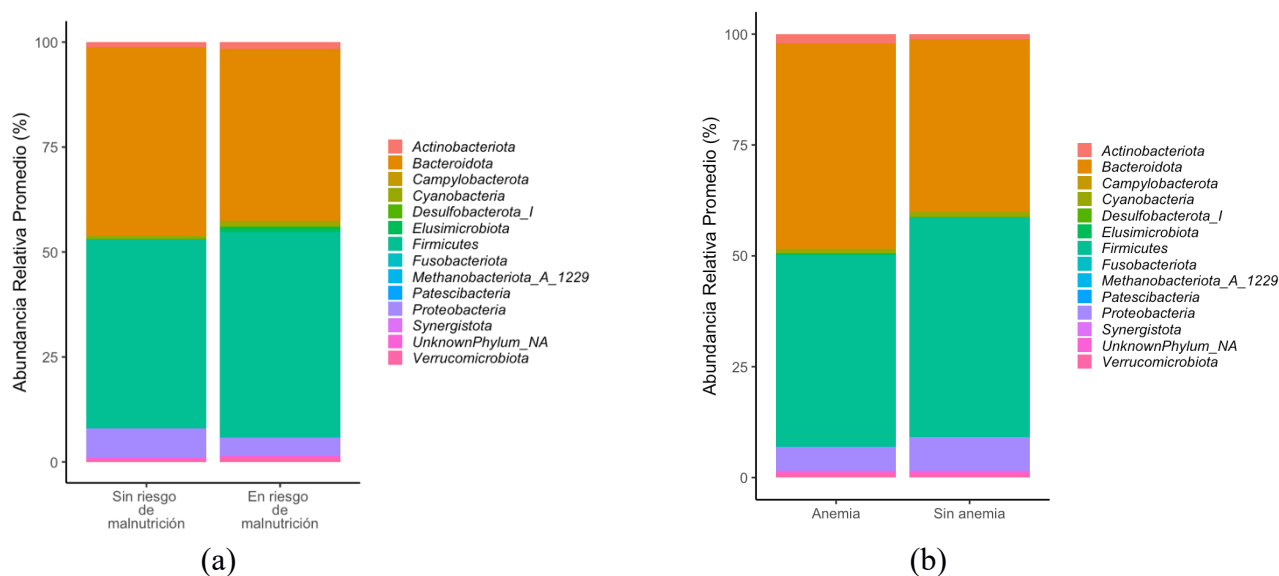 Abundancia Relativa Promedio (%)
100
75
50
25
0
Sin riesgo
de
malnutrición
En riesgo
de
malnutrición
Actinobacteriota
Bacteroidota
Campylobacterota
Cyanobacteria
Desulfobacterota_I
Elusimicrobiota
Firmicutes
Fusobacteriota
Methanobacteriota_A_1229
Patescibacteria
Proteobacteria
Synergistota
UnknownPhylum_NA
Verrucomicrobiota
(a)
Abundancia Relativa Promedio (%)
100
75
50
25
0
Anemia
Sin anemia
Actinobacteriota
Bacteroidota
Campylobacterota
Cyanobacteria
Desulfobacterota_I
Elusimicrobiota
Firmicutes
Fusobacteriota
Methanobacteriota_A_1229
Patescibacteria
Proteobacteria
Synergistota
UnknownPhylum_NA
Verrucomicrobiota
(b)